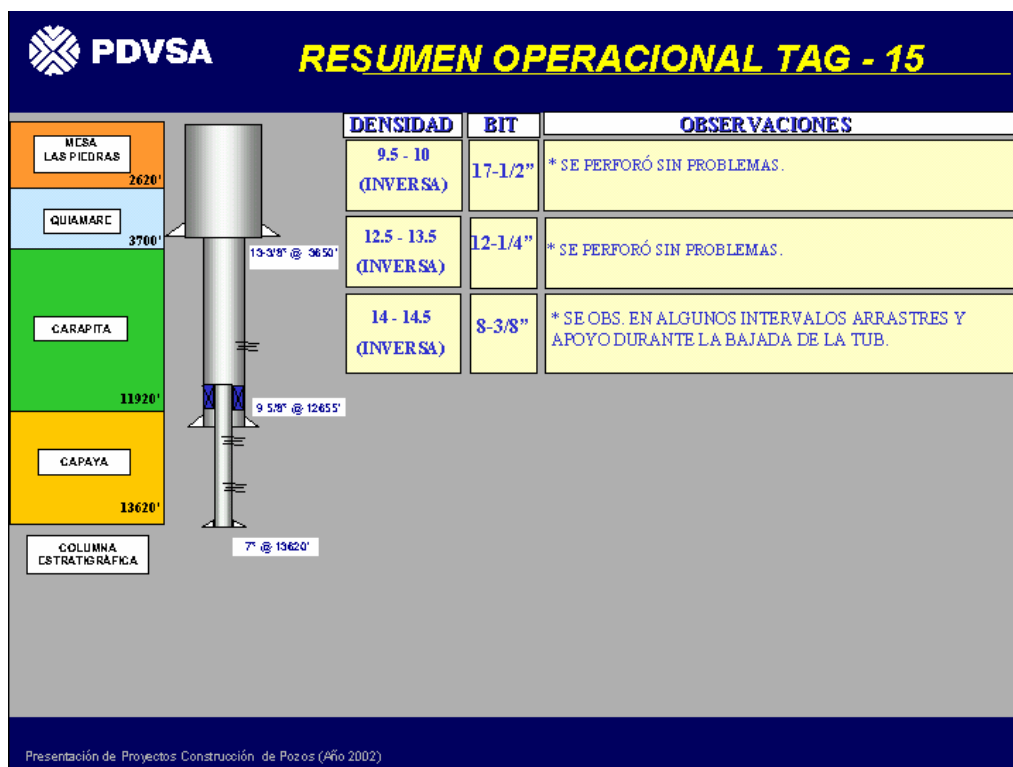 PDVSA
RESUMEN OPERACIONAL TAG - 15
DENSIDAD BIT OBSERVACIONES
MESA
LAS PIEDRAS
2620'
9.5 - 10
(INVERSA)
17-1/2”
* SE PERFORÓ SIN PROBLEMAS.
QUIAMARE
3700'
13-3/8" @ 3650'
12.5 - 13.5
(INVERSA)
12-1/4”
* SE PERFORÓ SIN PROBLEMAS.
CARAPITA
11920'
14 - 14.5
(INVERSA)
8-3/8”
* SE OBS. EN ALGUNOS INTERVALOS ARRASTRES Y
APOYO DURANTE LA BAJADA DE LA TUB.
9 5/8" @ 12655'
CAPAYA
13620'
7" @ 13620'
COLUMNA
ESTRATIGRÁFICA
Presentación de Proyectos Construcción de Pozos (Año 2002)